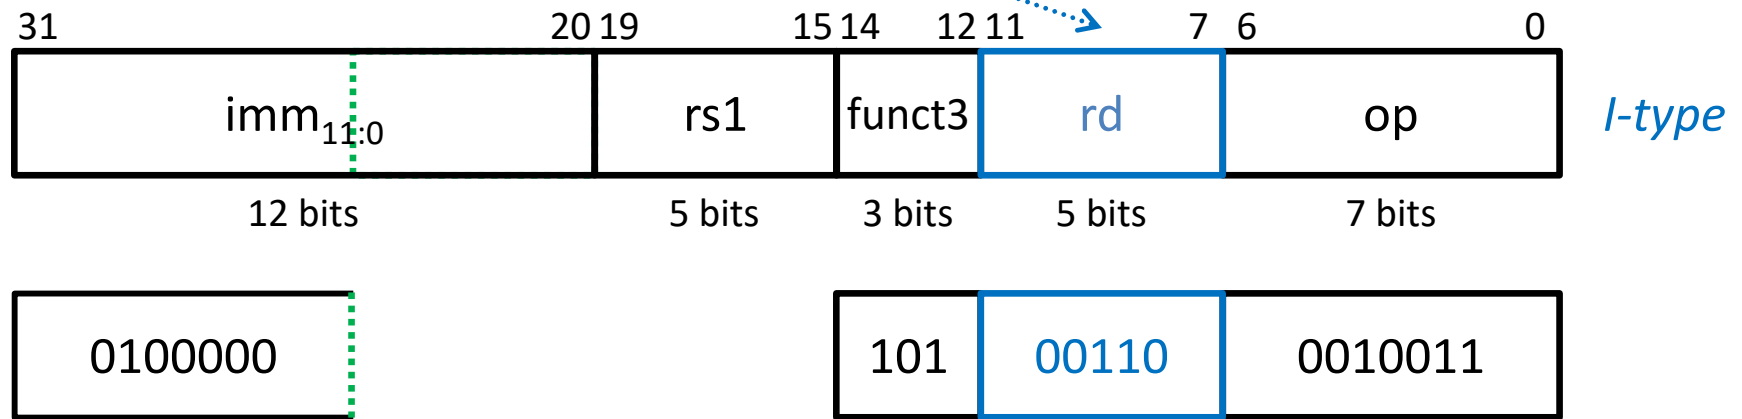 31 20 19 15 14 12 11 7 6 0
imm11:0 rs1 funct3 rd op I-type
12 bits 5 bits 3 bits 5 bits 7 bits
0100000 101 00110 0010011